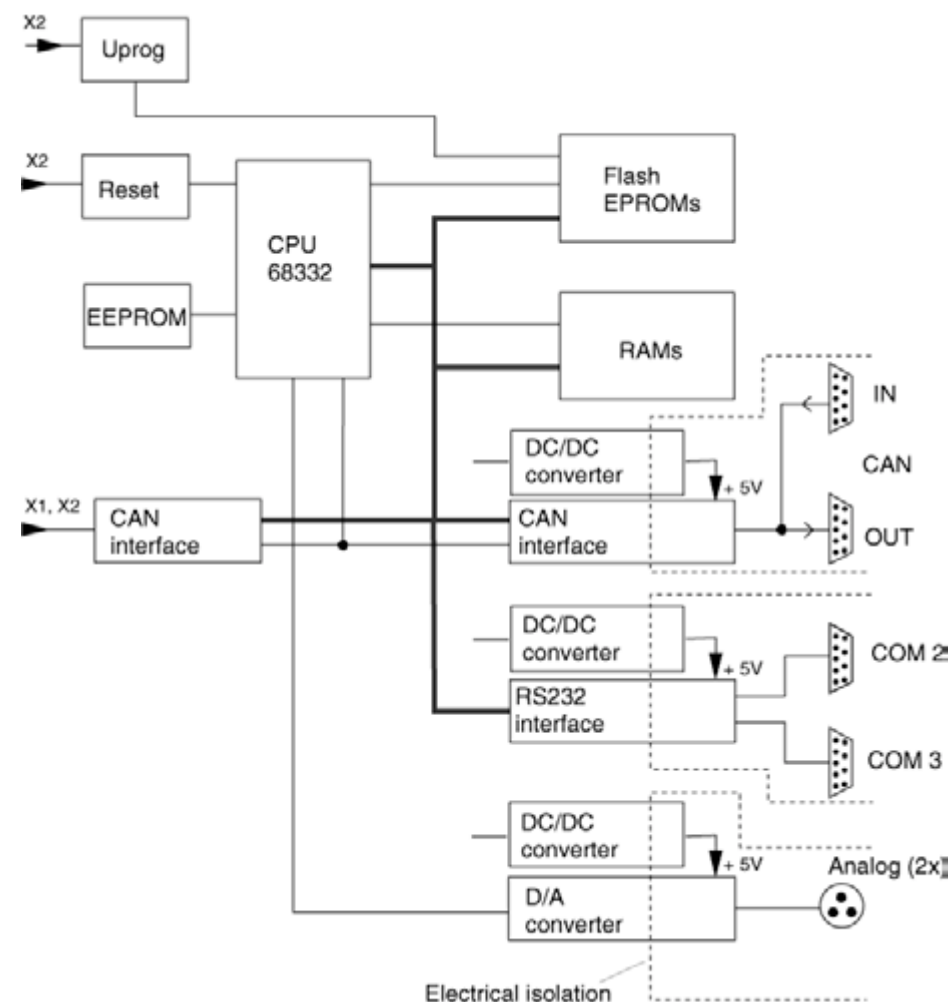 X2
Uprog
X2
Reset
CPU
68332
Flash
EPROMs
EEPROM
RAMs
IN
CAN
OUT
DC/DC
converter
+ 5V
X1, X2
CAN
interface
CAN
interface
DC/DC
converter
+ 5V
COM 2
RS232
interface
COM 3
DC/DC
converter
+ 5V
Analog (2x)
D/A
converter
Electrical isolation